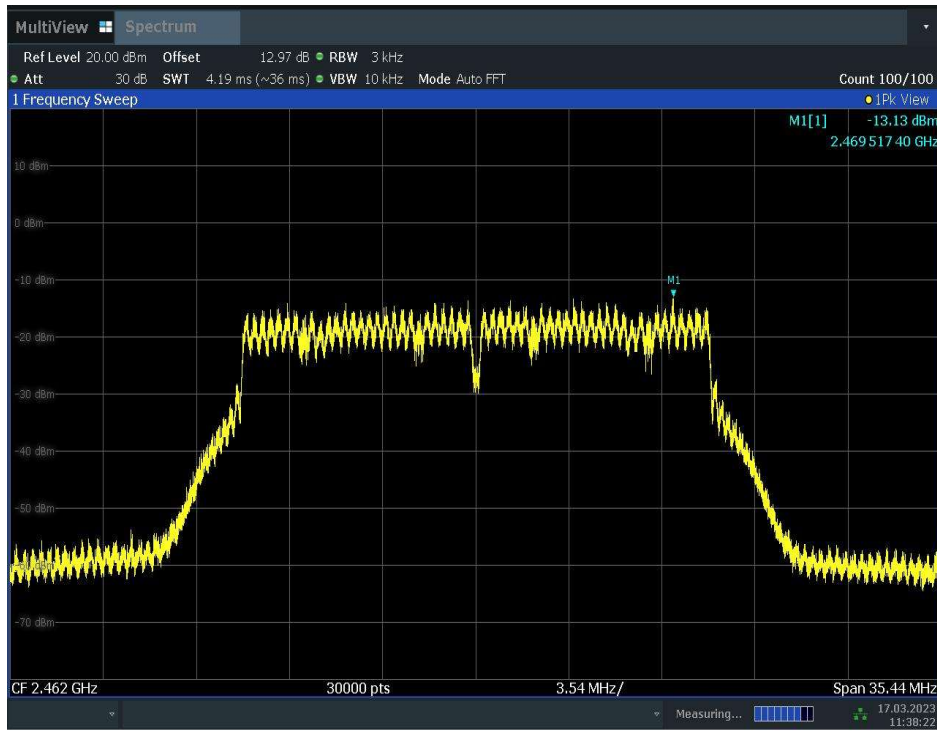 MultiView Spectrum
Ref Level 20.00 dBm Offset 12.97 dB RBW 3 kHz
Att 30 dB SWT 4.19 ms (~36 ms) VBW 10 kHz Mode Auto FFT Count 100/100
1 Frequency Sweep 1Pk View
M1[1] -13.13 dBm
2.469 517 40 GHz
10 dBm
0 dBm
-10 dBm
M1
-20 dBm
-30 dBm
-40 dBm
-50 dBm
-70 dBm
CF 2.462 GHz 30000 pts 3.54 MHz/ Span 35.44 MHz
Measuring... 17.03.2023
11:38:22